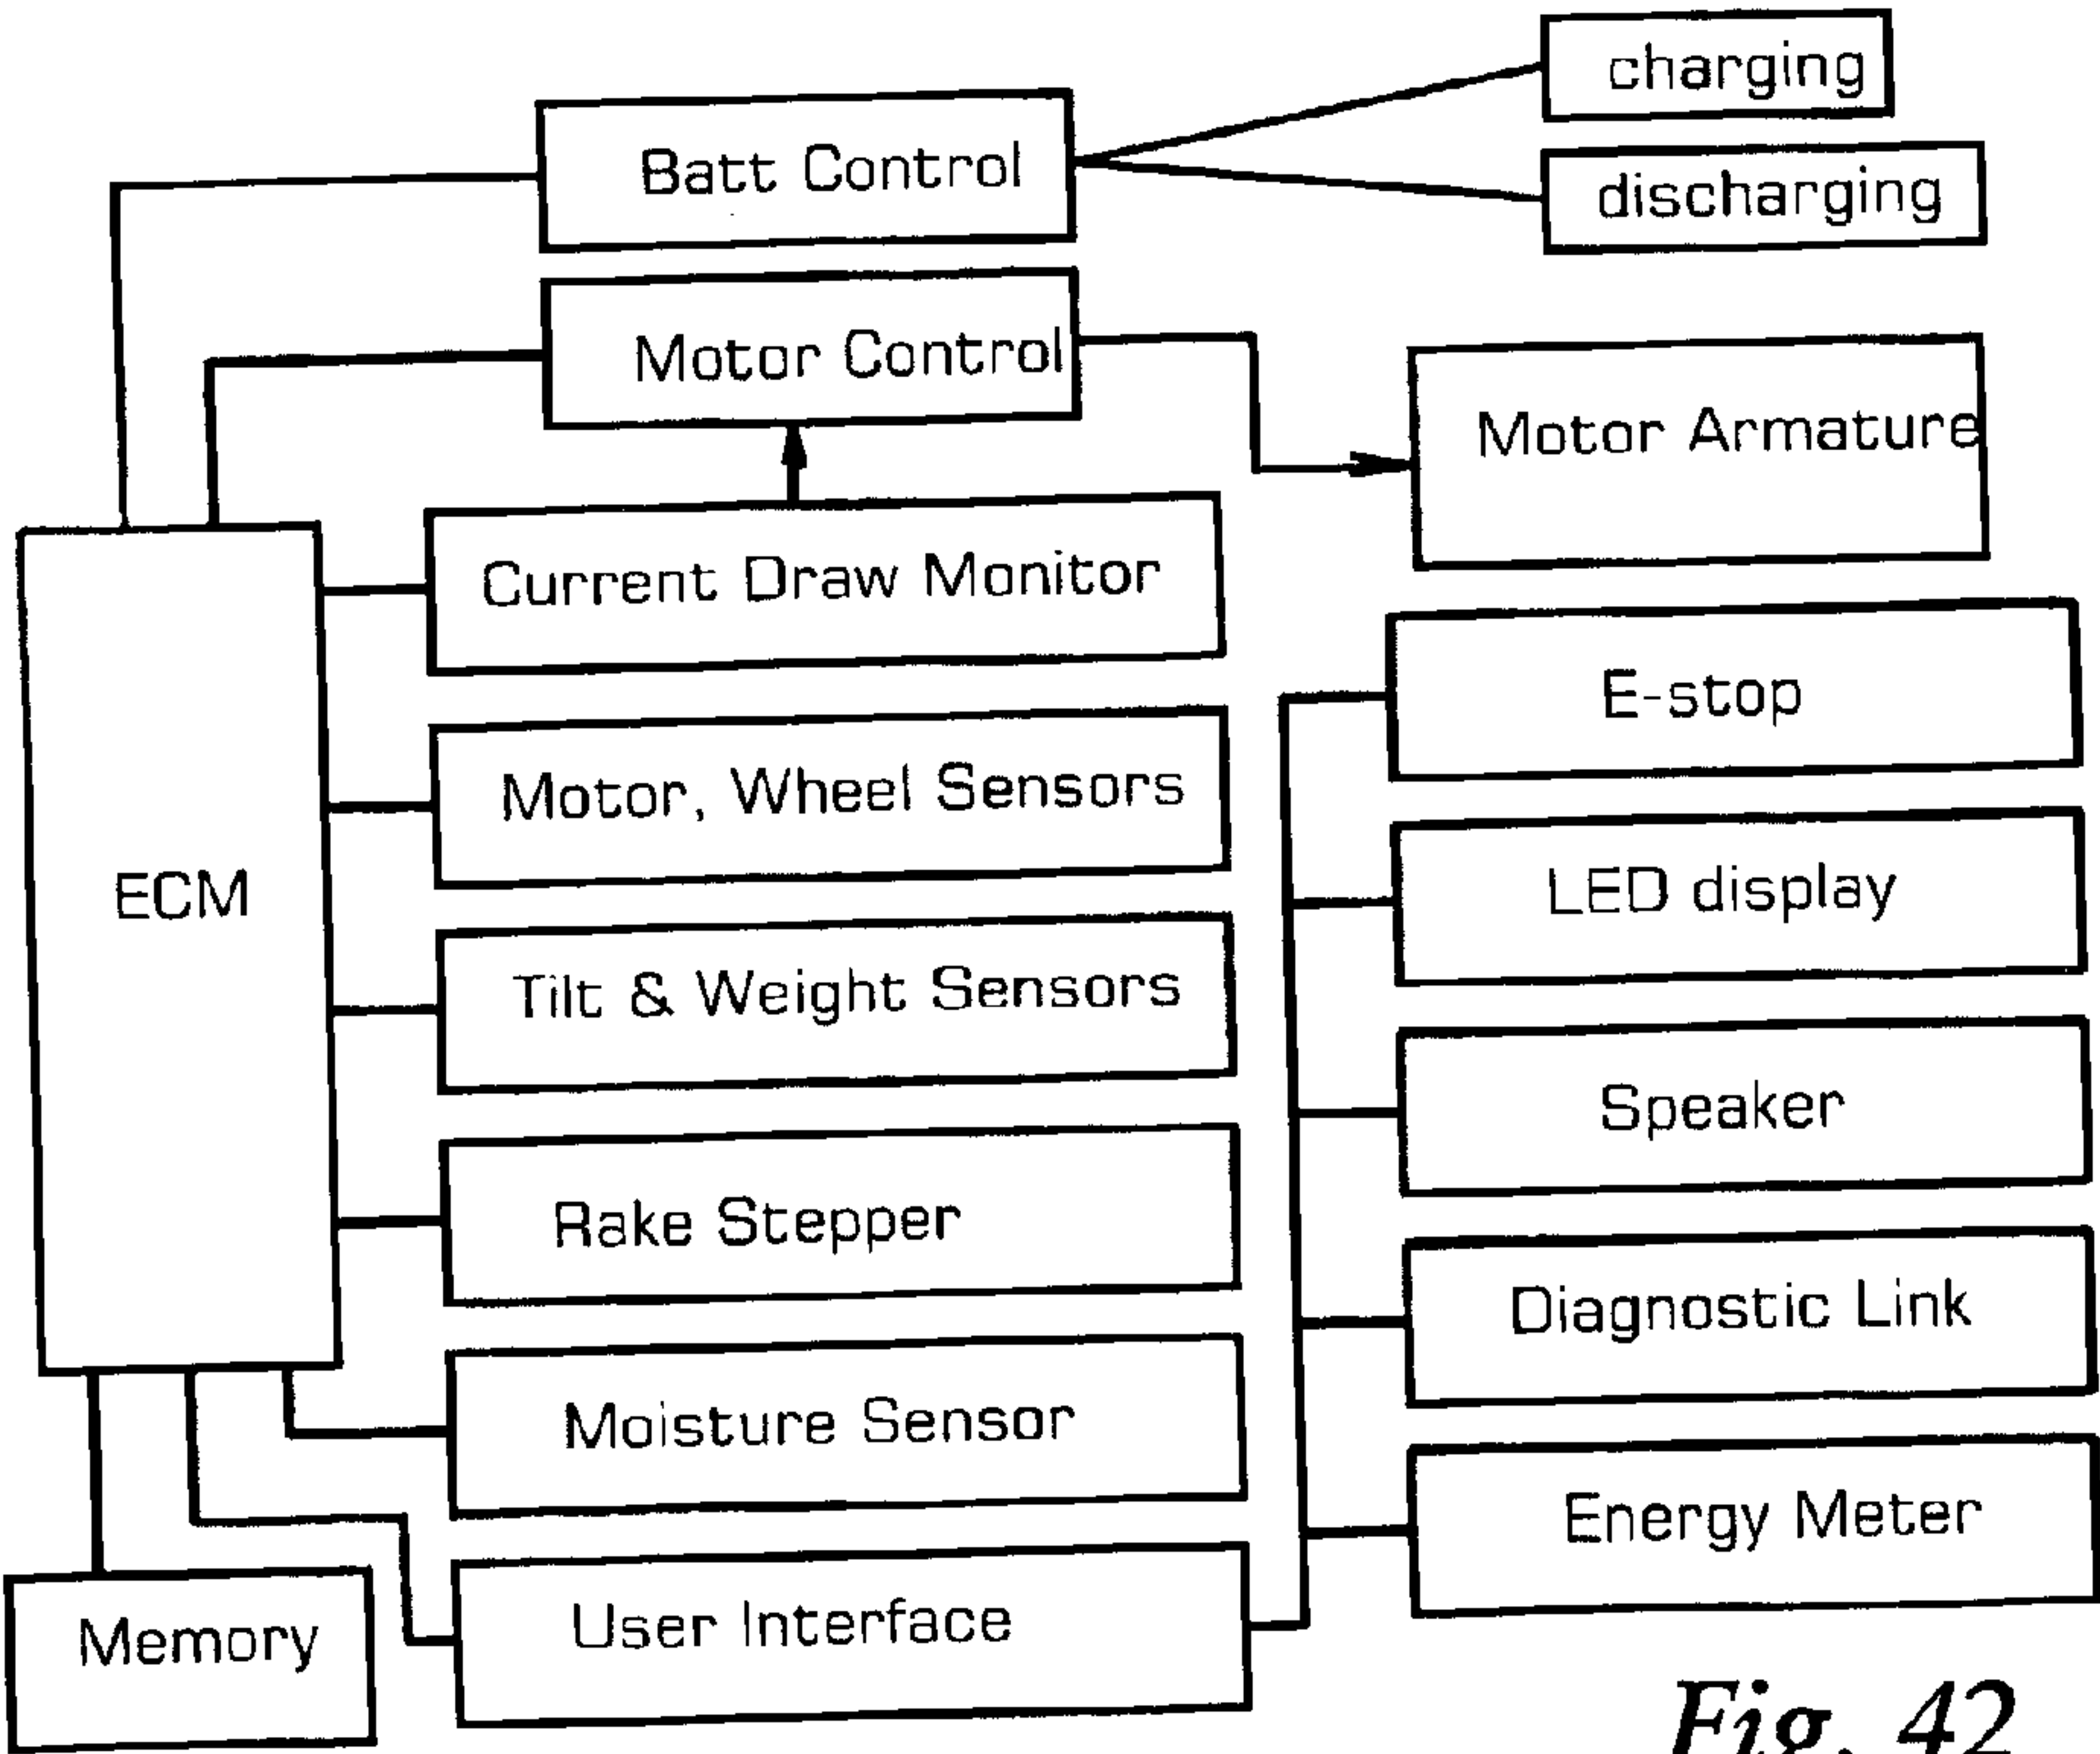 charging
Batt Control
discharging
Motor Control
Motor Armature
Current Draw Monitor
E-stop
Motor, Wheel Sensors
ECM
LED display
Tilt & Weight Sensors
Speaker
Rake Stepper
Diagnostic Link
Moisture Sensor
Energy Meter
User Interface
Memory
Fig. 42